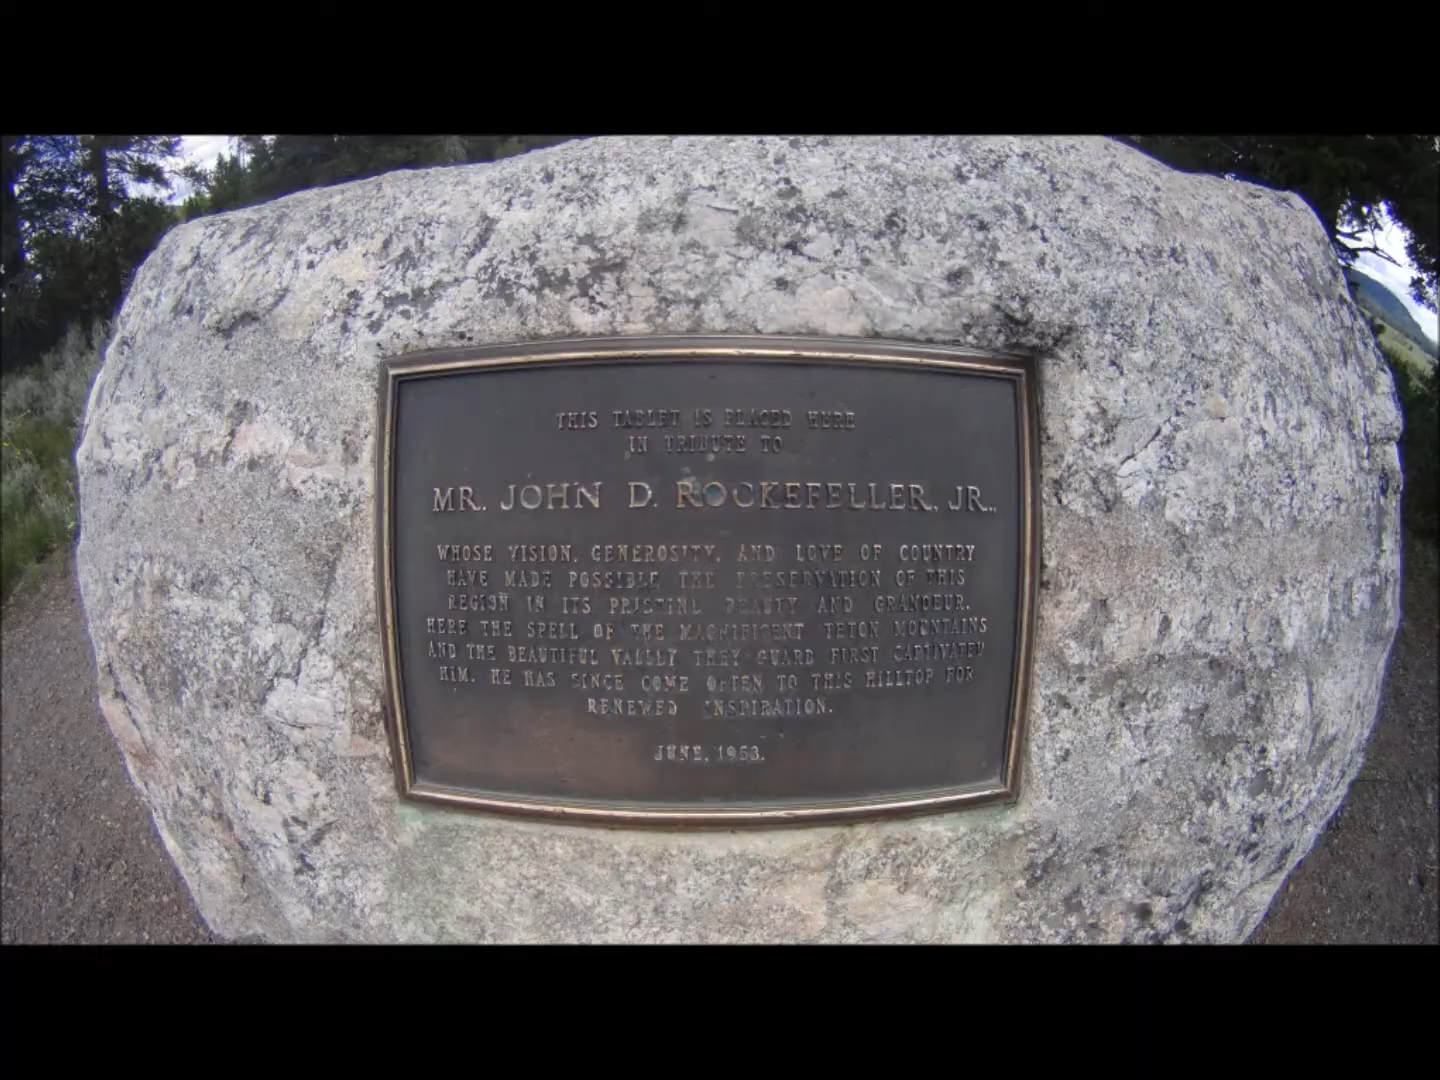 THIS TABLET IS PLACED HERE
IN TRIBUTE TO
MR. JOHN D. ROCKEFELLER, JR.,
WHOSE VISION, GENEROSITY, AND LOVE OF COUNTRY
HAVE MADE POSSIBLE THE PRESERVATION OF THIS
REGION IN ITS PRISTINE BEAUTY AND GRANDEUR.
HERE THE SPELL OF THE MAGNIFICENT TETON MOUNTAINS
AND THE BEAUTIFUL VALLEY THEY GUARD FIRST CAPTIVATED
HIM. HE HAS SINCE COME OFTEN TO THIS HILLTOP FOR
RENEWED INSPIRATION.
JUNE, 1953.